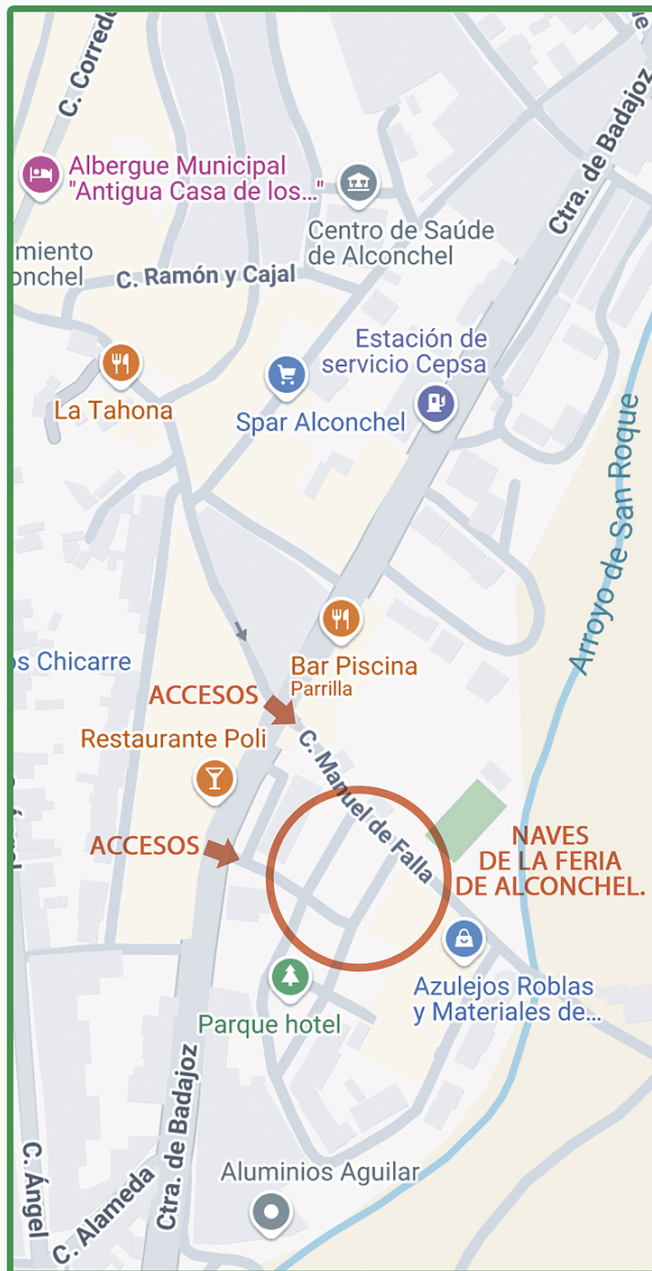 C. Correde
Ctra. de Badajoz
Albergue Municipal
"Antigua Casa de los..."
Centro de Saúde
de Alconchel
miento
onchel
C. Ramón y Cajal
Estación de
servicio Cepsa
La Tahona
Spar Alconchel
Arroyo de San Roque
Bar Piscina
Parrilla
os Chicarre
ACCESOS
Restaurante Poli
C. Manuel de Falla
ACCESOS
NAVES
DE LA FERIA
DE ALCONCHEL.
Azulejos Roblas
y Materiales de...
Parque hotel
Ctra. de Badajoz
C. Ángel
C. Alameda
Aluminios Aguilar